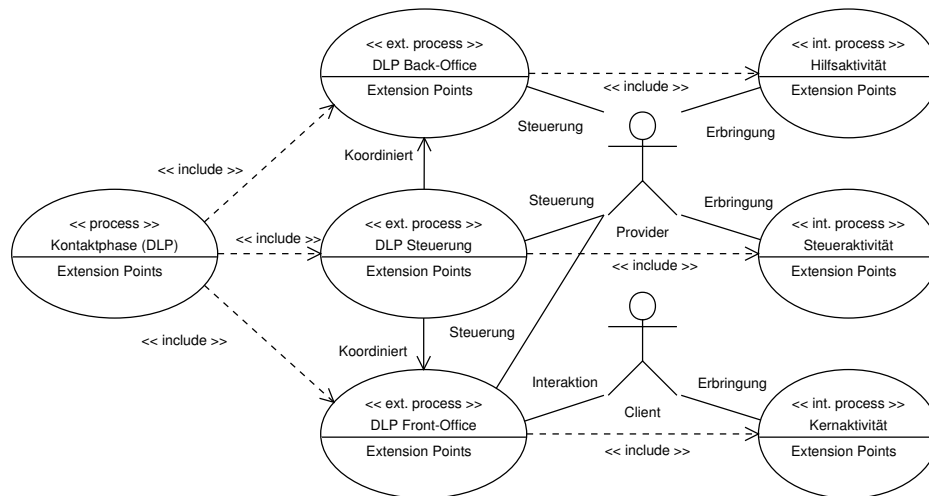 << ext. process >>
DLP Back-Office
Extension Points
<< int. process >>
Hilfsaktivität
Extension Points
<< include >>
Steuerung
Erbringung
Koordiniert
<< include >>
<< process >>
Kontaktphase (DLP)
Extension Points
<< include >>
<< ext. process >>
DLP Steuerung
Extension Points
Steuerung
Provider
Erbringung
<< include >>
<< int. process >>
Steueraktivität
Extension Points
<< include >>
Koordiniert
Steuerung
Interaktion
Client
Erbringung
<< ext. process >>
DLP Front-Office
Extension Points
<< include >>
<< int. process >>
Kernaktivität
Extension Points